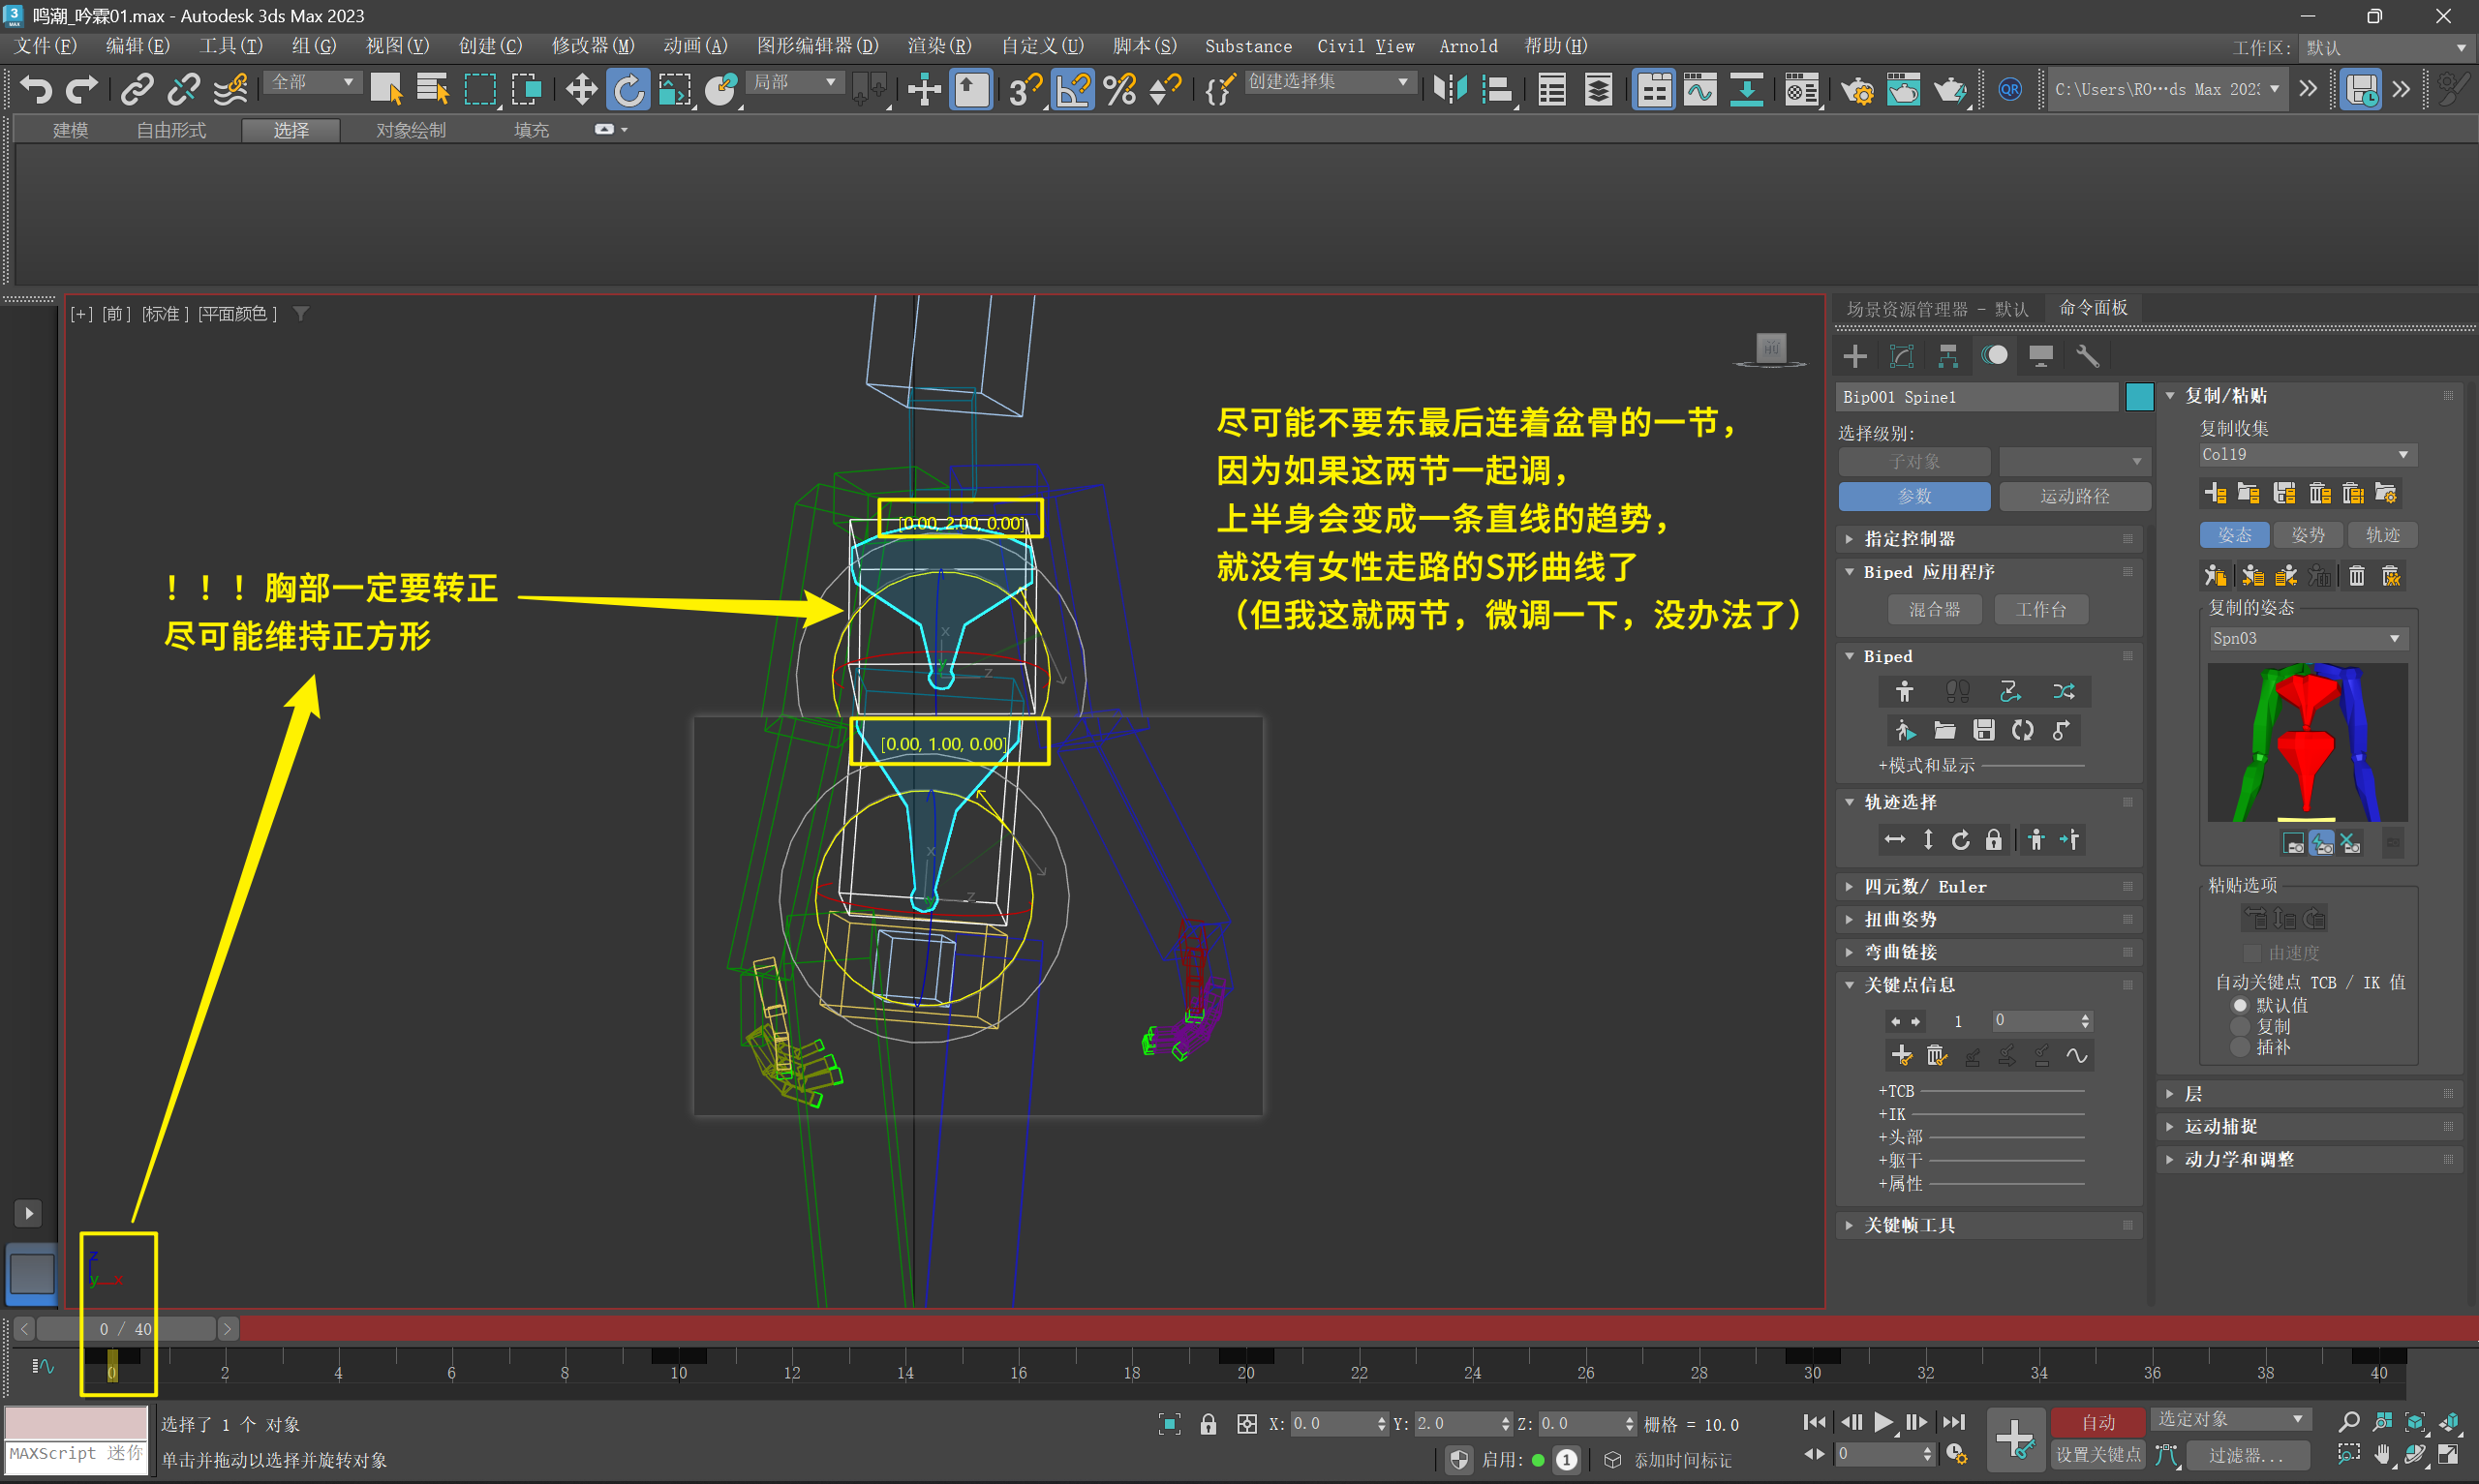 鸣潮_吟霖01.max - Autodesk 3ds Max 2023
文件(F) 编辑(E) 工具(T) 组(G) 视图(V) 创建(C) 修改器(M) 动画(A) 图形编辑器(D) 渲染(R) 自定义(U) 脚本(S) Substance Civil View Arnold 帮助(H)
工作区: 默认
全部 局部 创建选择集 C:\Users\RO···ds Max 202
建模 自由形式 选择 对象绘制 填充
[+] [前] [标准] [平面颜色]
前
尽可能不要东最后连着盆骨的一节，
因为如果这两节一起调，
上半身会变成一条直线的趋势，
就没有女性走路的S形曲线了
（但我这就两节，微调一下，没办法了）
！！！胸部一定要转正
尽可能维持正方形
[0.00, 2.00, 0.00]
[0.00, 1.00, 0.00]
x
y
z
x
z
z
y x
场景资源管理器 - 默认 命令面板
Bip001 Spine1
选择级别:
子对象
参数 运动路径
指定控制器
Biped 应用程序
混合器 工作台
Biped
+模式和显示
轨迹选择
四元数/ Euler
扭曲姿势
弯曲链接
关键点信息
1 0
+TCB
+IK
+头部
+躯干
+属性
关键帧工具
复制/粘贴
复制收集
Col19
姿态 姿势 轨迹
复制的姿态
Spn03
粘贴选项
由速度
自动关键点 TCB / IK 值
默认值
复制
插补
层
运动捕捉
动力学和调整
0 / 40
0 2 4 6 8 10 12 14 16 18 20 22 24 26 28 30 32 34 36 38 40
选择了 1 个 对象
X: 0.0 Y: 2.0 Z: 0.0 栅格 = 10.0
自动 选定对象
MAXScript 迷你
单击并拖动以选择并旋转对象
启用: 1 添加时间标记
0 设置关键点 过滤器...